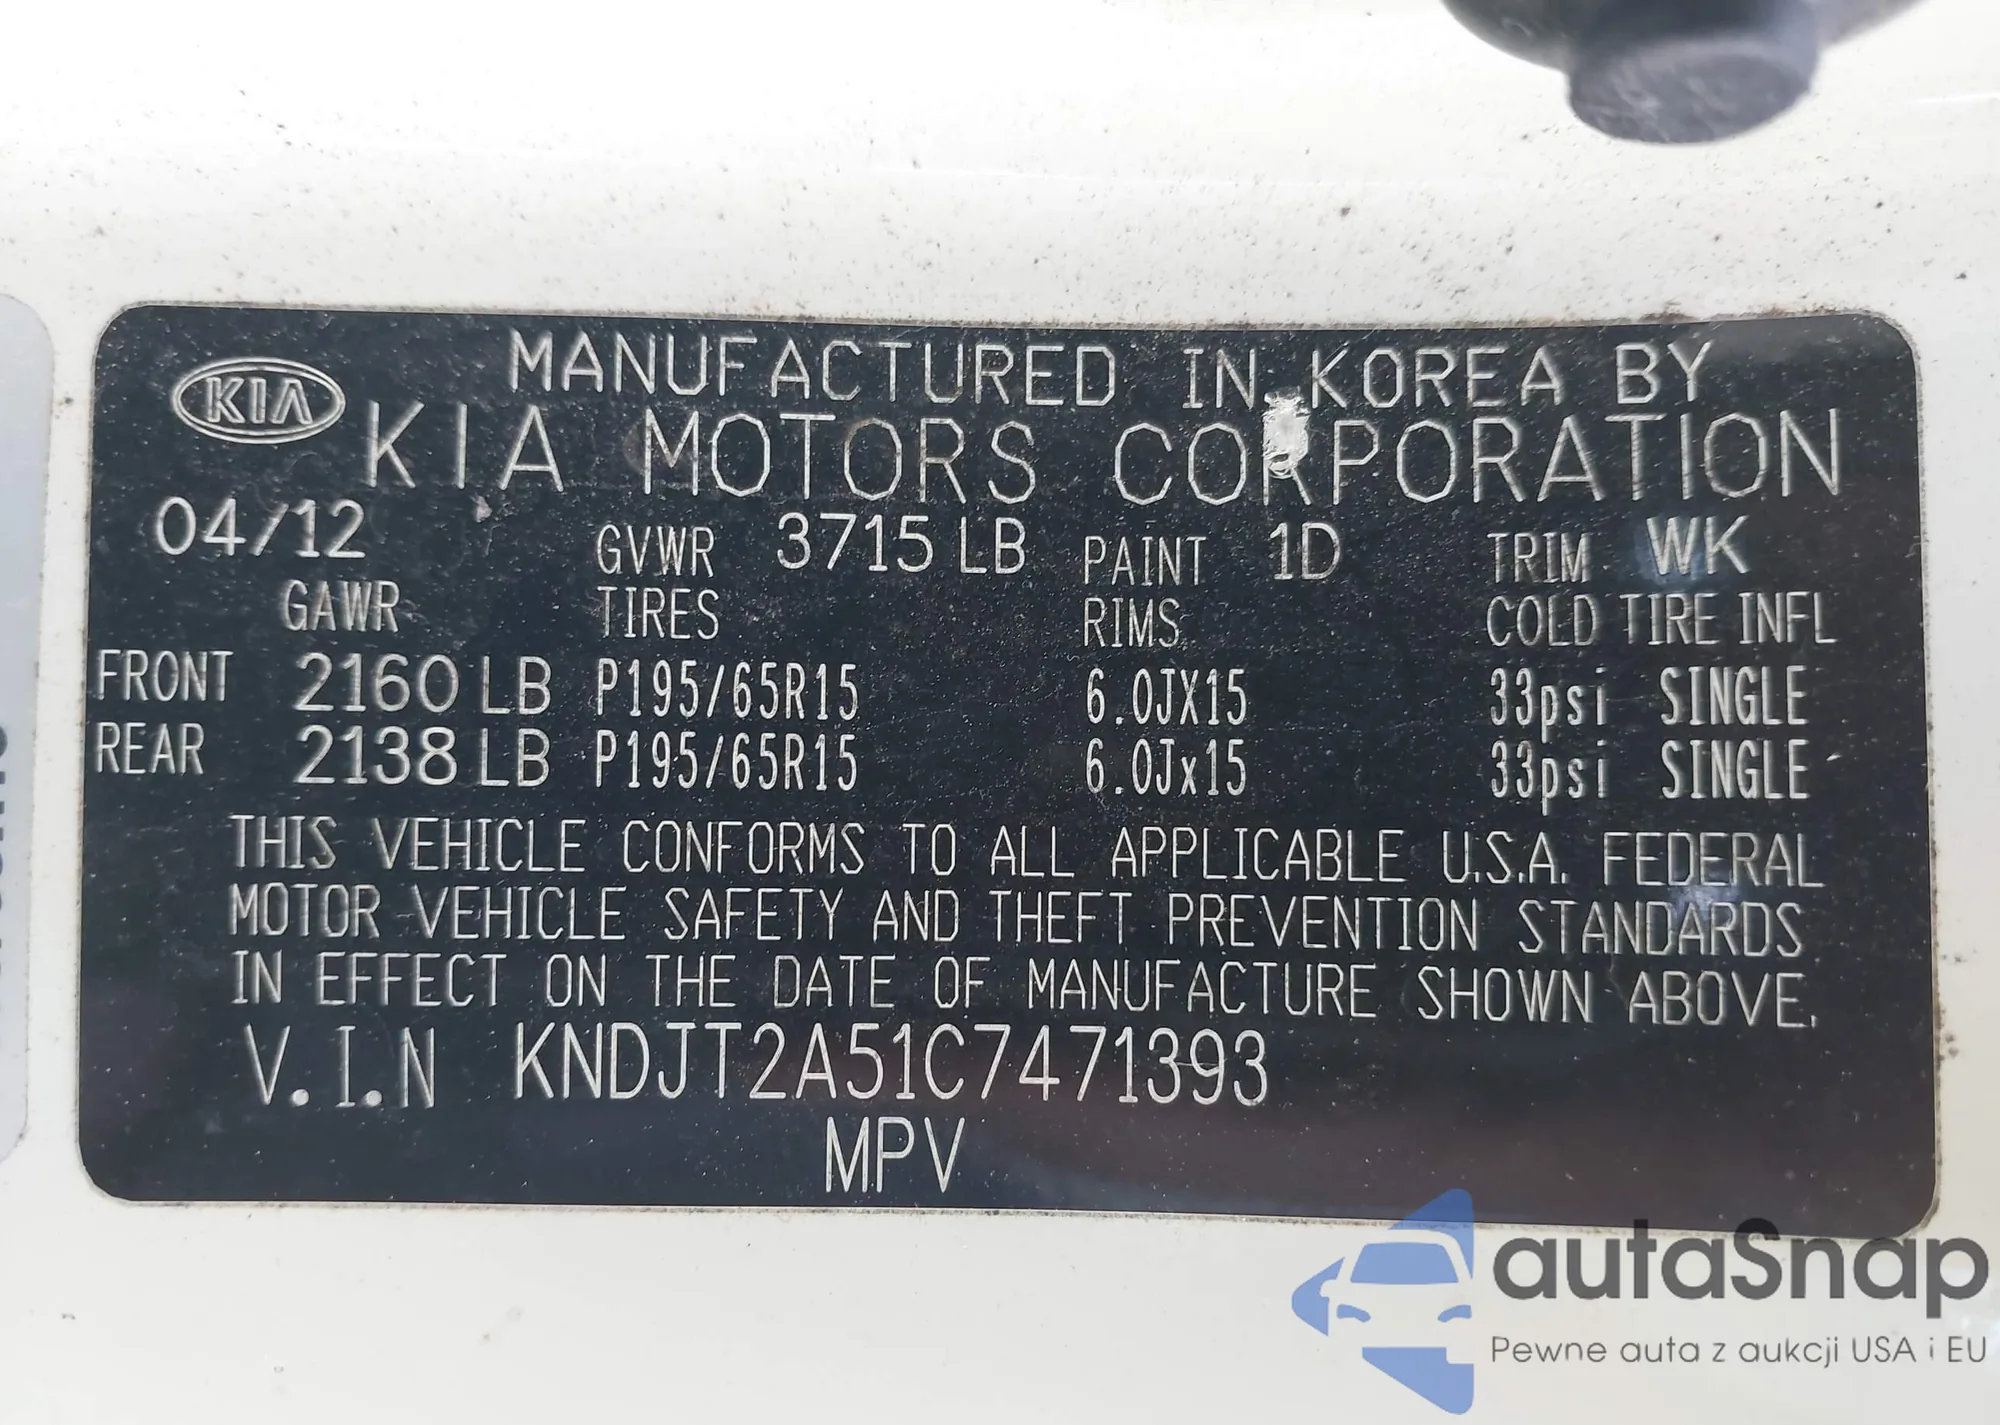 KIA
MANUFACTURED IN KOREA BY
KIA MOTORS CORPORATION
04/12 GVWR 3715 LB PAINT 1D TRIM WK
GAWR TIRES RIMS COLD TIRE INFL
FRONT 2160 LB P195/65R15 6.0JX15 33psi SINGLE
REAR 2138 LB P195/65R15 6.0Jx15 33psi SINGLE
THIS VEHICLE CONFORMS TO ALL APPLICABLE U.S.A. FEDERAL
MOTOR VEHICLE SAFETY AND THEFT PREVENTION STANDARDS
IN EFFECT ON THE DATE OF MANUFACTURE SHOWN ABOVE.
V.I.N KNDJT2A51C7471393
MPV
autaSnap
Pewne auta z aukcji USA i EU